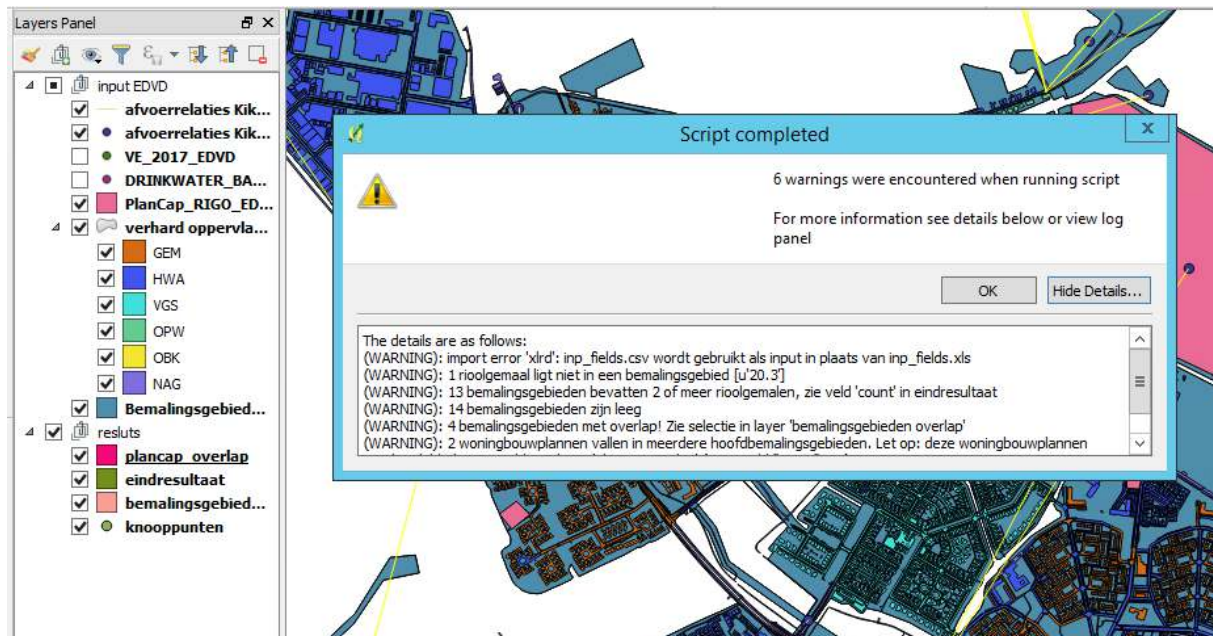 Layers Panel
input EDVD
afvoerrelaties Kik...
afvoerrelaties Kik...
VE_2017_EDVD
DRINKWATER_BA...
PlanCap_RIGO_ED...
verhard oppervla...
GEM
HWA
VGS
OPW
OBK
NAG
Bemalingsgebied...
resluts
plancap_overlap
eindresultaat
bemalingsgebied...
knooppunten
Script completed
x
6 warnings were encountered when running script
For more information see details below or view log
panel
OK
Hide Details...
The details are as follows:
(WARNING): import error 'xlrd': inp_fields.csv wordt gebruikt als input in plaats van inp_fields.xls
(WARNING): 1 rioolgemaal ligt niet in een bemalingsgebied [u'20.3']
(WARNING): 13 bemalingsgebieden bevatten 2 of meer rioolgemalen, zie veld 'count' in eindresultaat
(WARNING): 14 bemalingsgebieden zijn leeg
(WARNING): 4 bemalingsgebieden met overlap! Zie selectie in layer 'bemalingsgebieden overlap'
(WARNING): 2 woningbouwplannen vallen in meerdere hoofdbemalingsgebieden. Let op: deze woningbouwplannen